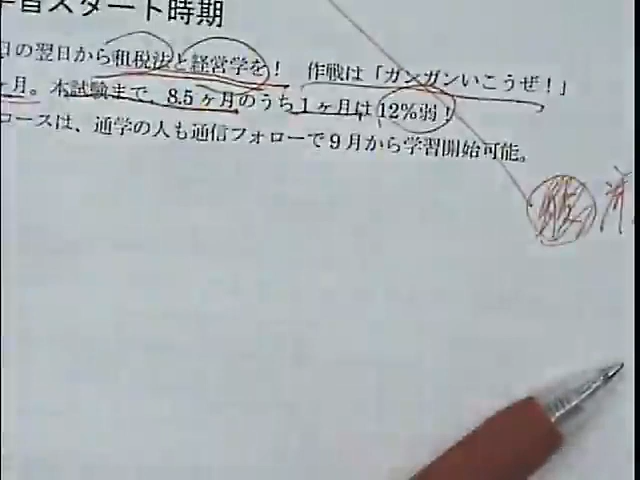 習スタート時期
日の翌日から租税法と経営学を！ 作戦は「ガンガンいこうぜ！」
ヶ月。本試験まで、8.5ヶ月のうち1ヶ月は12%弱！
コースは、通学の人も通信フォローで9月から学習開始可能。